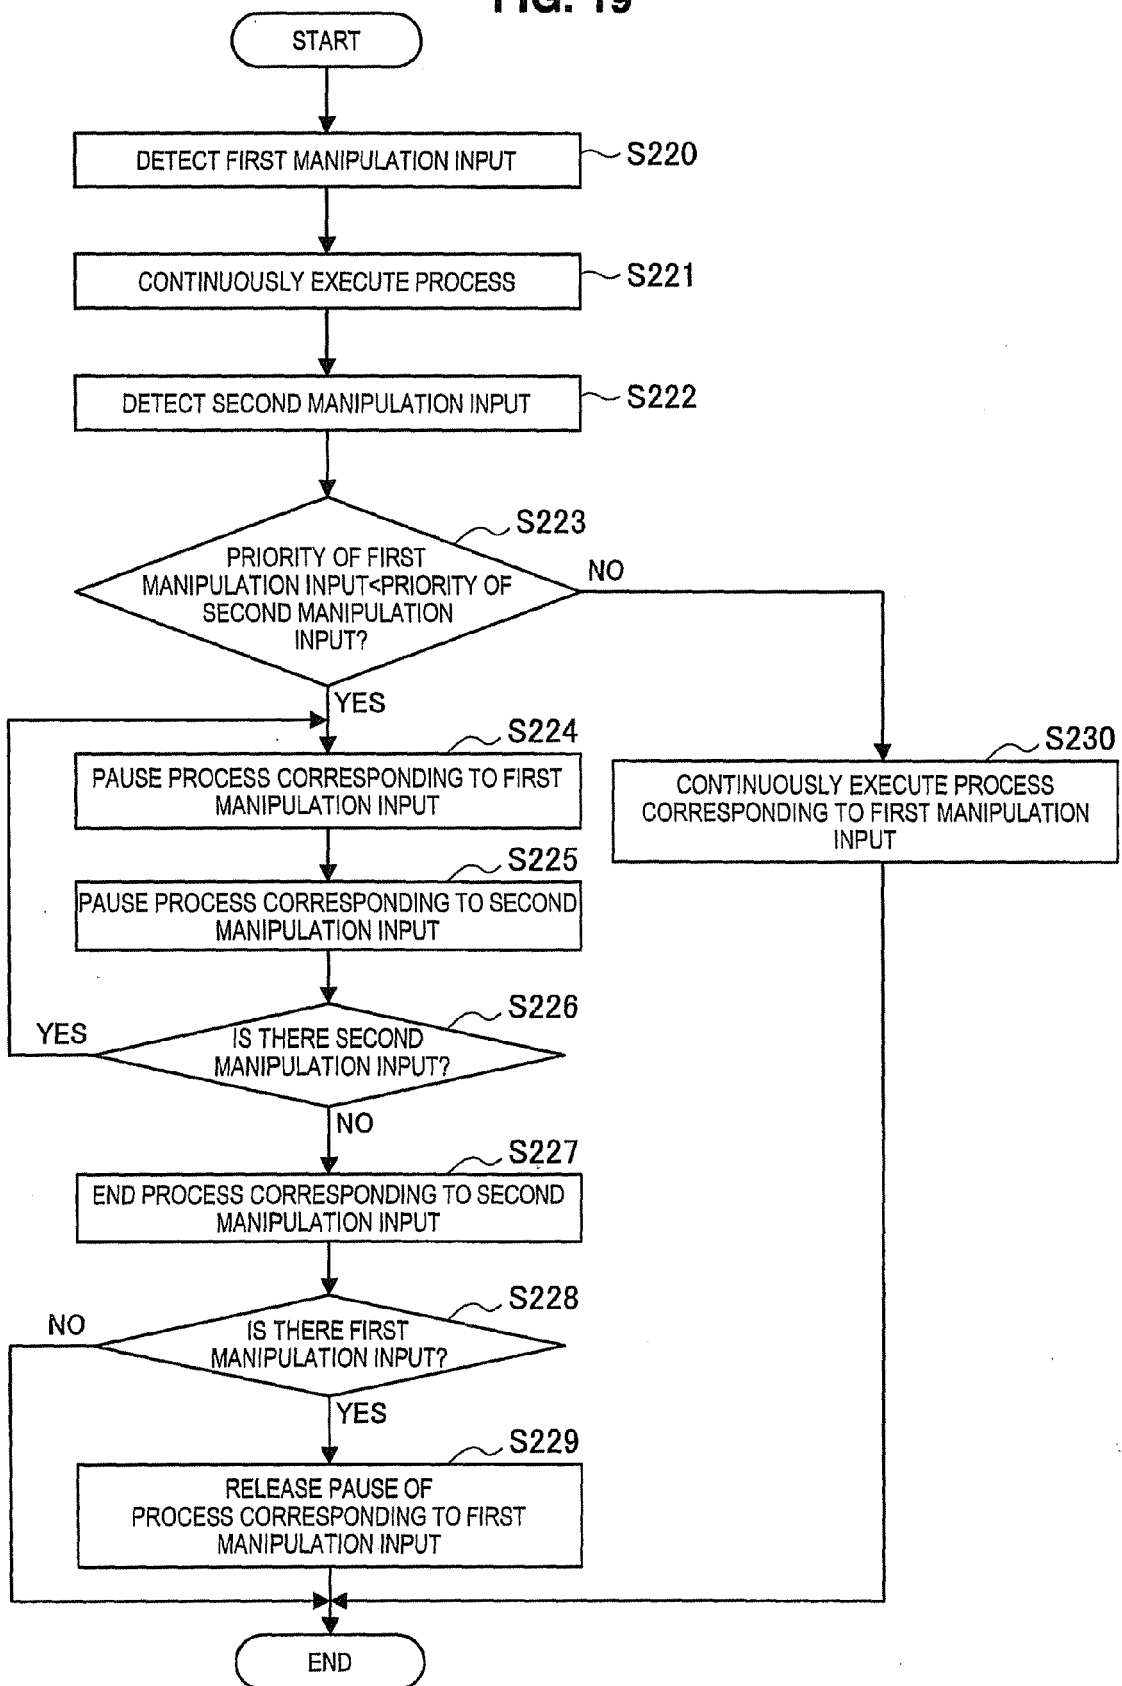 FIG. 19
START
DETECT FIRST MANIPULATION INPUT
S220
CONTINUOUSLY EXECUTE PROCESS
S221
DETECT SECOND MANIPULATION INPUT
S222
S223
PRIORITY OF FIRST
MANIPULATION INPUT<PRIORITY OF
SECOND MANIPULATION
INPUT?
NO
YES
S224
PAUSE PROCESS CORRESPONDING TO FIRST
MANIPULATION INPUT
S230
CONTINUOUSLY EXECUTE PROCESS
CORRESPONDING TO FIRST MANIPULATION
INPUT
S225
PAUSE PROCESS CORRESPONDING TO SECOND
MANIPULATION INPUT
S226
YES
IS THERE SECOND
MANIPULATION INPUT?
NO
S227
END PROCESS CORRESPONDING TO SECOND
MANIPULATION INPUT
S228
NO
IS THERE FIRST
MANIPULATION INPUT?
YES
S229
RELEASE PAUSE OF
PROCESS CORRESPONDING TO FIRST
MANIPULATION INPUT
END